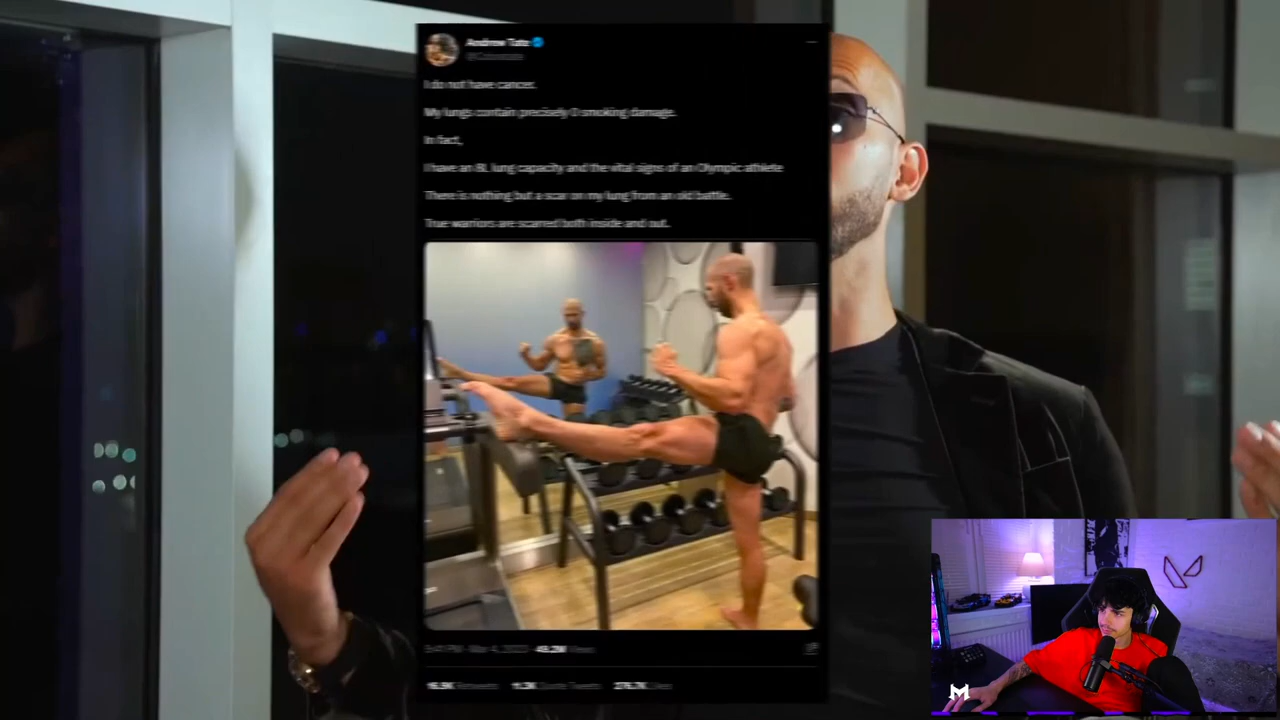 Andrew Tate
I do not have cancer.
My lungs contain precisely 0 smoking damage.
In fact,
I have an 8L lung capacity and the vital signs of an Olympic athlete
There is nothing but a scar on my lung from an old battle.
True warriors are scarred both inside and out.